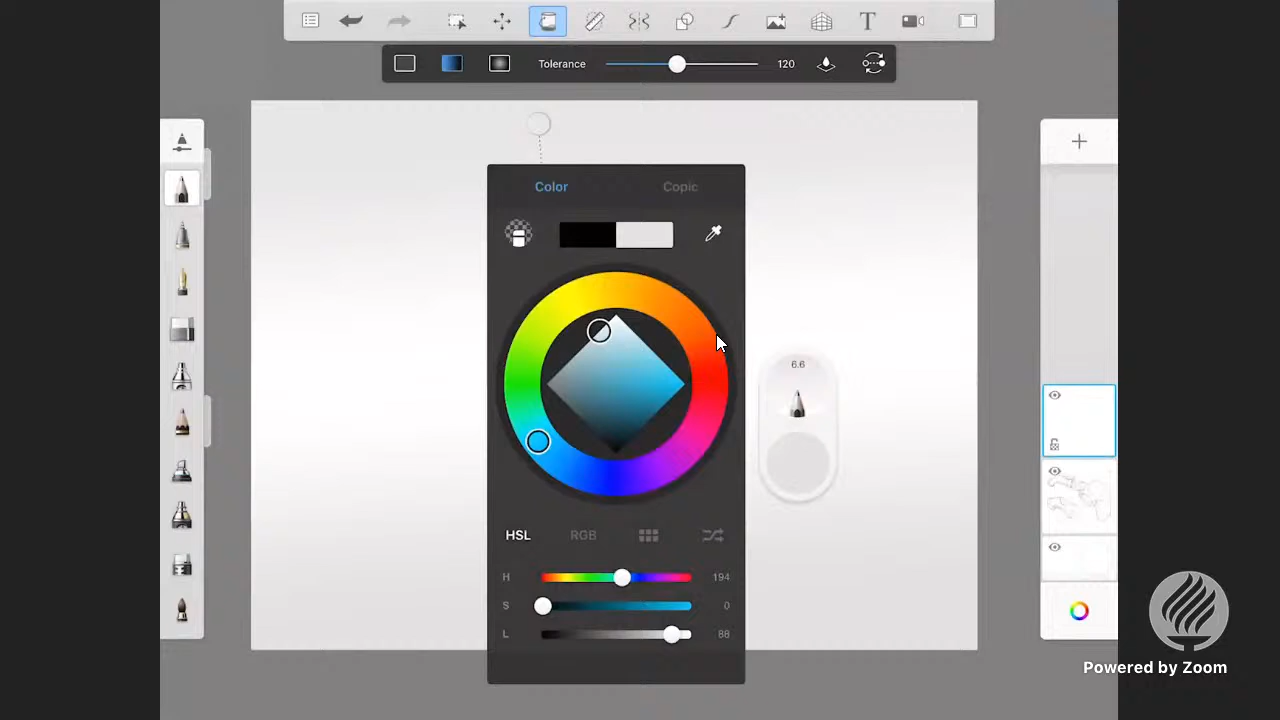 T
Tolerance 120
Color Copic
6.6
HSL RGB
H 194
S 0
L 88
Powered by Zoom